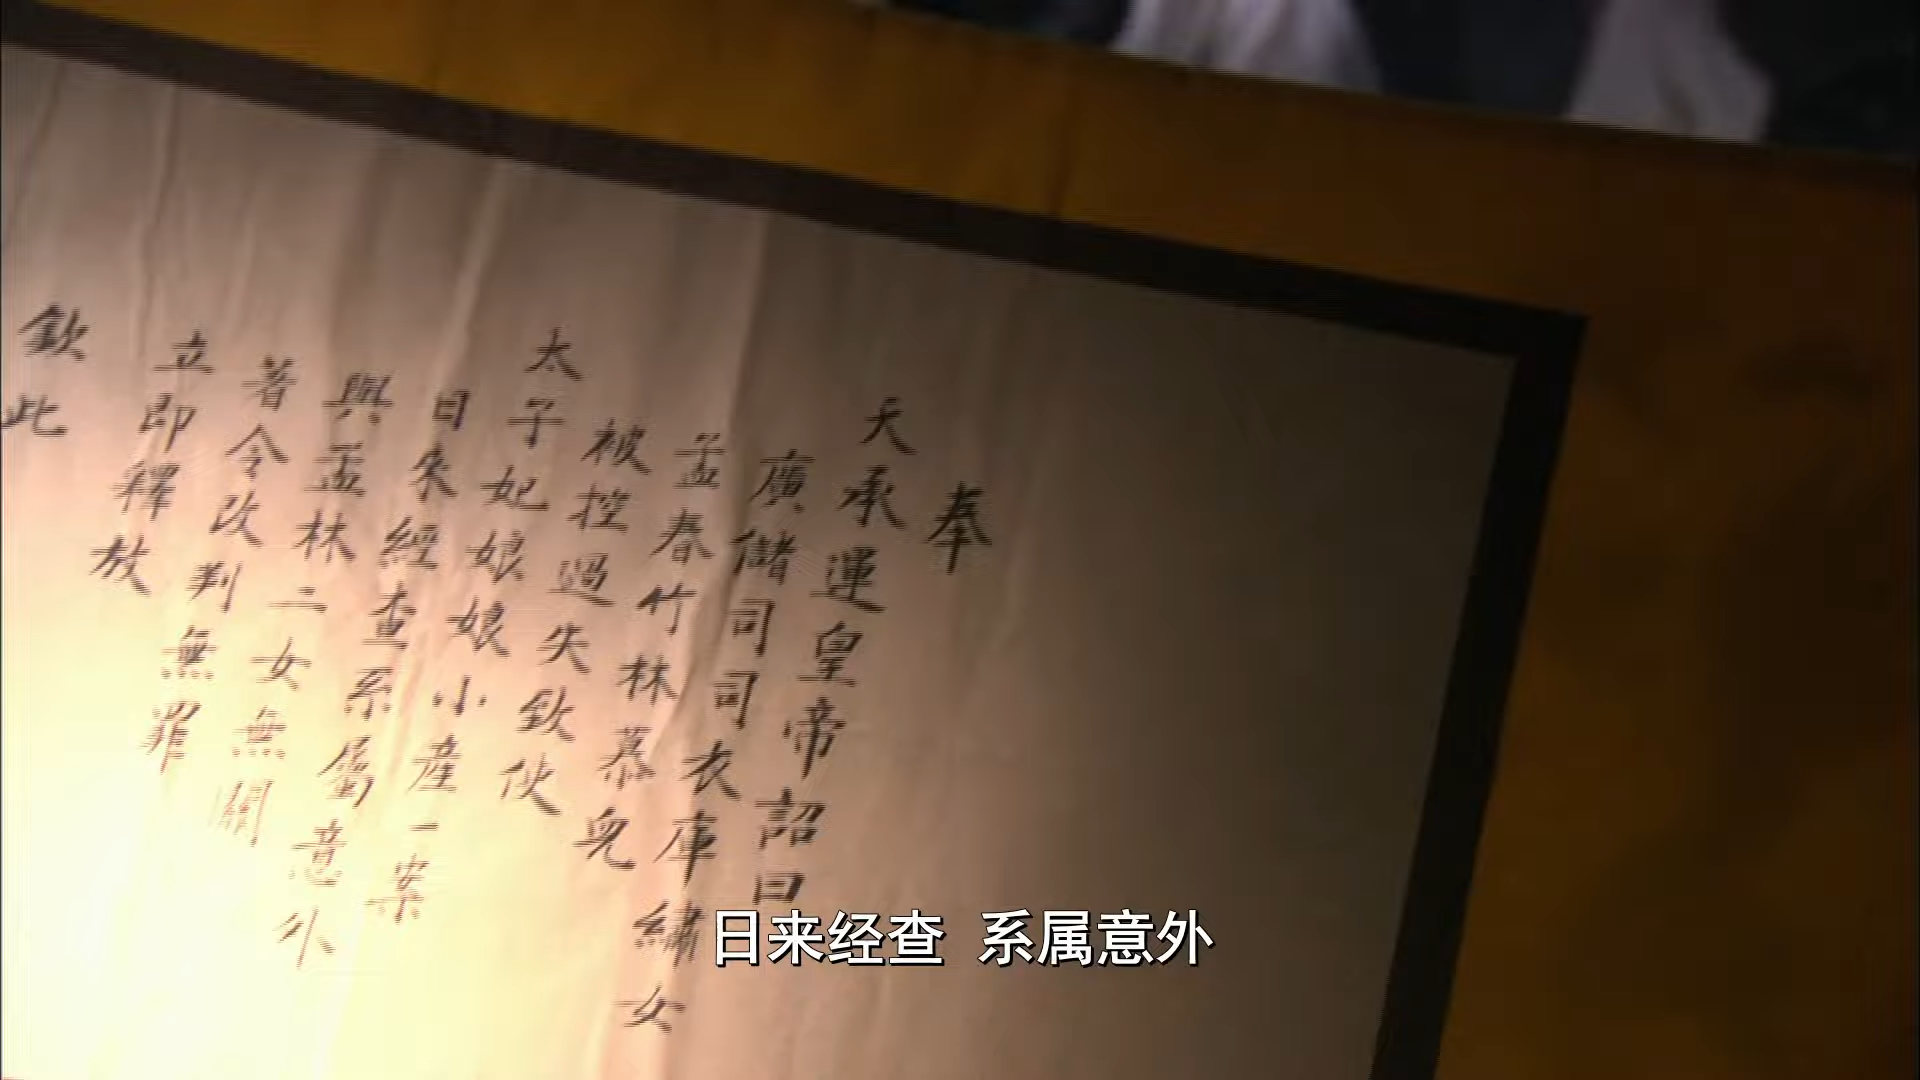 奉
天承運皇帝詔曰
廣儲司司衣庫繡女
孟春竹林慕兒
被控過失致使
太子妃娘娘小產一案
日來經查系屬意外
與孟林二女無關
著令改判無罪
立即釋放
欽此
日来经查 系属意外